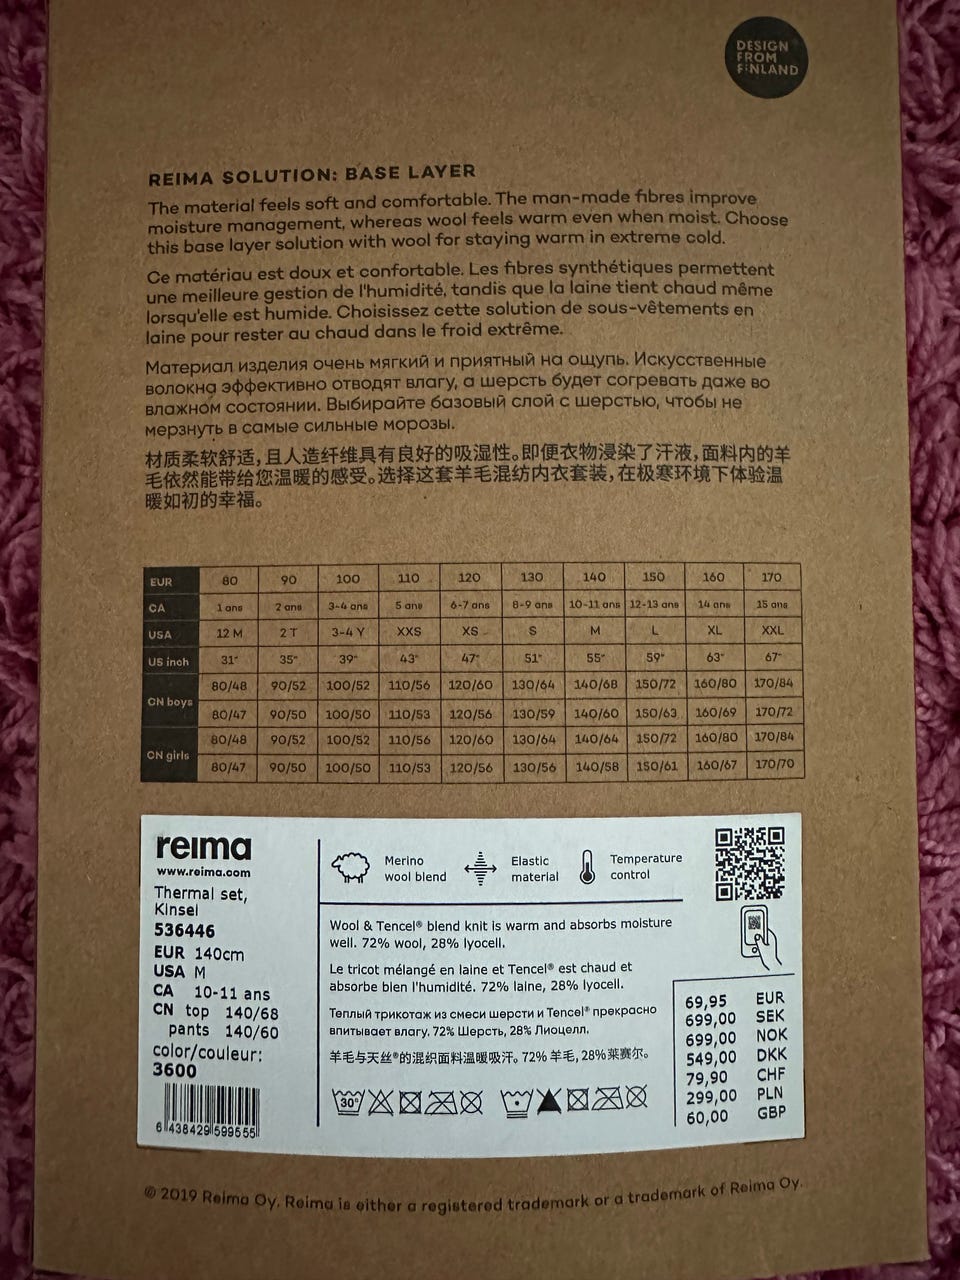 DESIGN
FROM
FINLAND
REIMA SOLUTION: BASE LAYER
The material feels soft and comfortable. The man-made fibres improve
moisture management, whereas wool feels warm even when moist. Choose
this base layer solution with wool for staying warm in extreme cold.
Ce matériau est doux et confortable. Les fibres synthétiques permettent
une meilleure gestion de l'humidité, tandis que la laine tient chaud même
lorsqu'elle est humide. Choisissez cette solution de sous-vêtements en
laine pour rester au chaud dans le froid extrême.
Материал изделия очень мягкий и приятный на ощупь. Искусственные
волокна эффективно отводят влагу, а шерсть будет согревать даже во
влажном состоянии. Выбирайте базовый слой с шерстью, чтобы не
мерзнуть в самые сильные морозы.
材质柔软舒适,且人造纤维具有良好的吸湿性。即便衣物浸染了汗液,面料内的羊
毛依然能带给您温暖的感受。选择这套羊毛混纺内衣套装,在极寒环境下体验温
暖如初的幸福。
EUR 80 90 100 110 120 130 140 150 160 170
CA 1 ans 2 ans 3-4 ans 5 ans 6-7 ans 8-9 ans 10-11 ans 12-13 ans 14 ans 15 ans
USA 12 M 2 T 3-4 Y XXS XS S M L XL XXL
US inch 31" 35" 39" 43" 47" 51" 55" 59" 63" 67"
CN boys 80/48 90/52 100/52 110/56 120/60 130/64 140/68 150/72 160/80 170/84
80/47 90/50 100/50 110/53 120/56 130/59 140/60 150/63 160/69 170/72
CN girls 80/48 90/52 100/52 110/56 120/60 130/64 140/64 150/72 160/80 170/84
80/47 90/50 100/50 110/53 120/56 130/56 140/58 150/61 160/67 170/70
reima
www.reima.com
Thermal set,
Kinsei
536446
EUR 140cm
USA M
CA 10-11 ans
CN top 140/68
pants 140/60
color/couleur:
3600
6 438429 599655
Merino
wool blend
Elastic
material
Temperature
control
Wool & Tencel® blend knit is warm and absorbs moisture
well. 72% wool, 28% lyocell.
Le tricot mélangé en laine et Tencel® est chaud et
absorbe bien l'humidité. 72% laine, 28% lyocell.
Теплый трикотаж из смеси шерсти и Tencel® прекрасно
впитывает влагу. 72% Шерсть, 28% Лиоцелл.
羊毛与天丝®的混织面料温暖吸汗。72% 羊毛, 28% 莱赛尔。
30°
69,95 EUR
699,00 SEK
699,00 NOK
549,00 DKK
79,90 CHF
299,00 PLN
60,00 GBP
© 2019 Reima Oy. Reima is either a registered trademark or a trademark of Reima Oy.